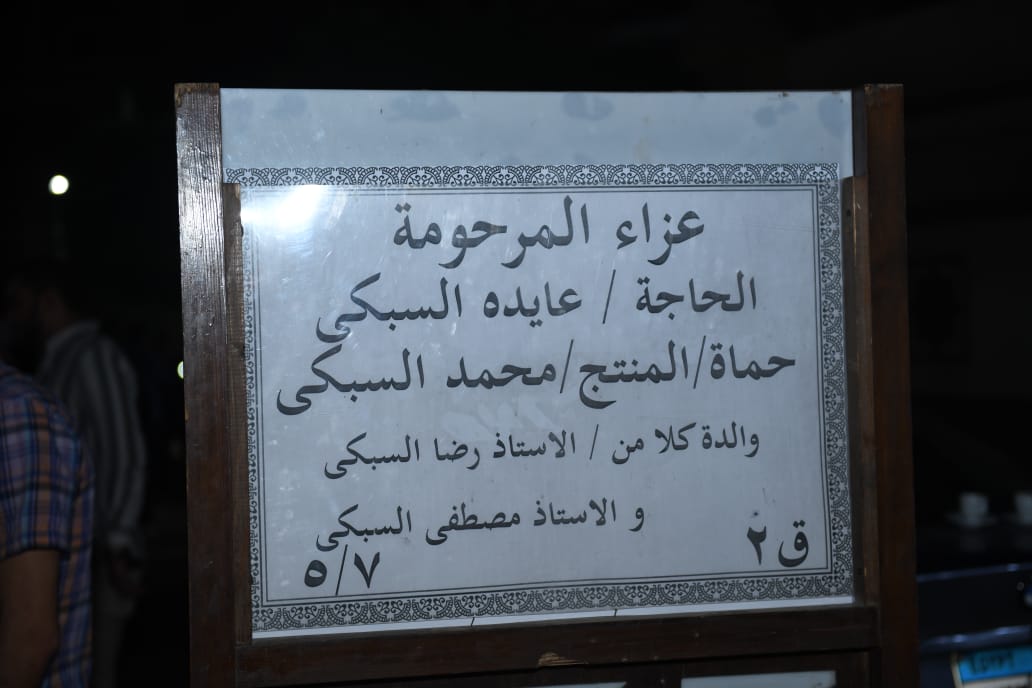 عزاء المرحومة
الحاجة / عايده السبكى
حماة/المنتج/محمد السبكى
والدة كلا من / الاستاذ رضا السبكى
و الاستاذ مصطفى السبكى
ق ٢ ٥/٧